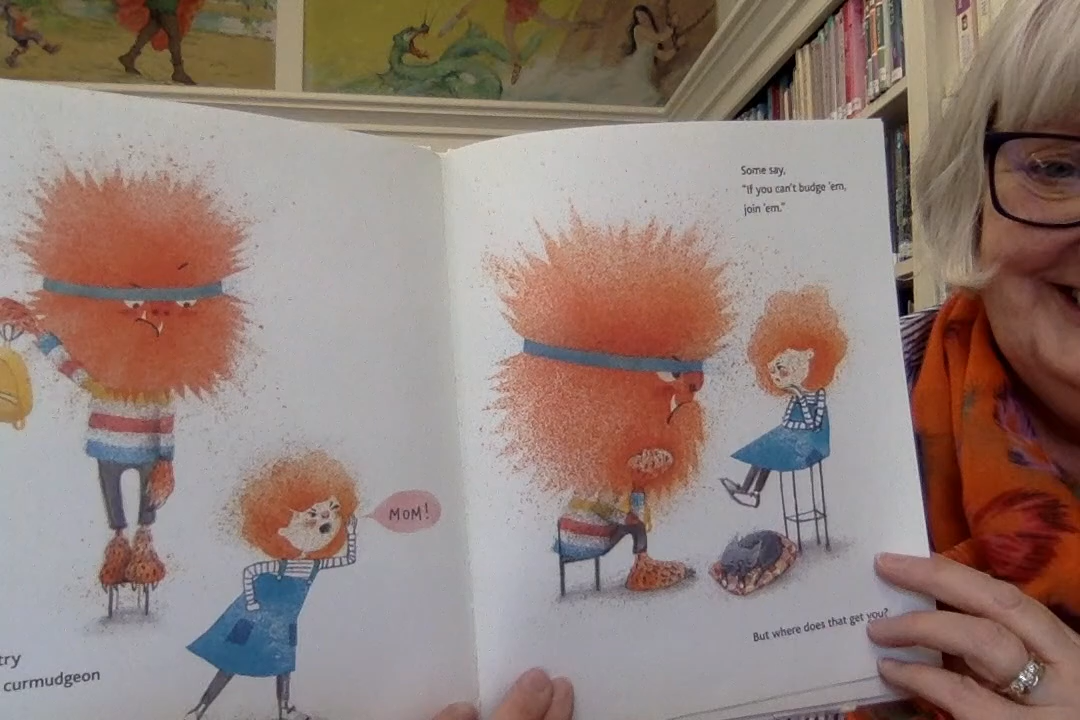 try
curmudgeon
MOM!
Some say,
"If you can't budge 'em,
join 'em."
But where does that get you?